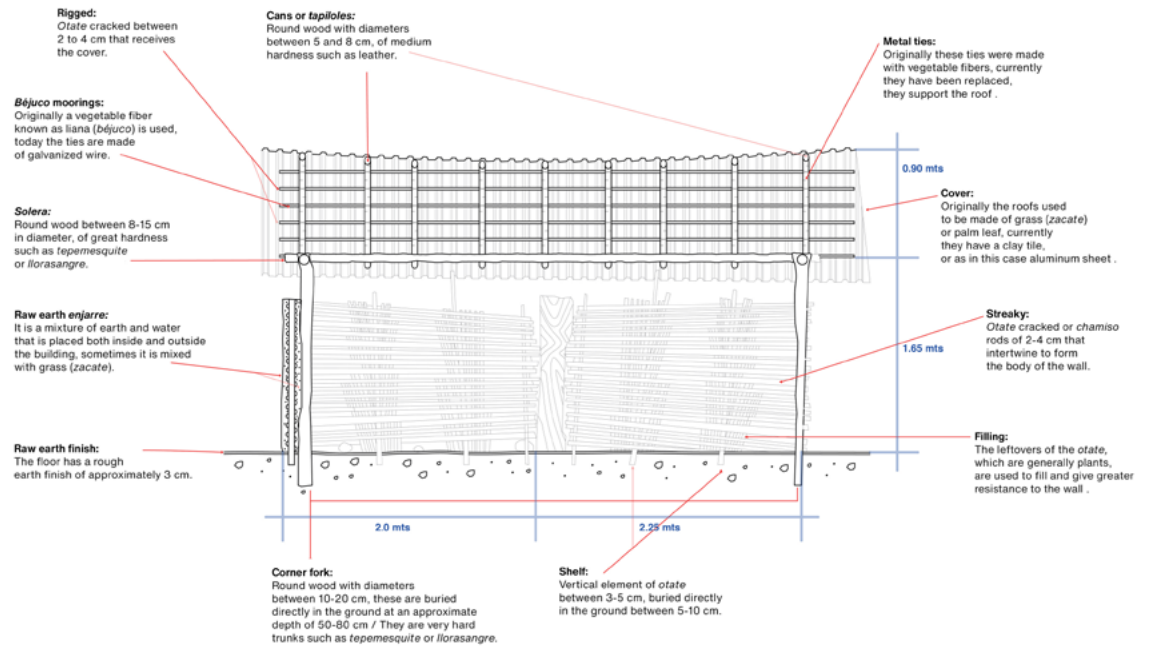 Rigged:
Otate cracked between
2 to 4 cm that receives
the cover.
Cans or tapiloles:
Round wood with diameters
between 5 and 8 cm, of medium
hardness such as leather.
Metal ties:
Originally these ties were made
with vegetable fibers, currently
they have been replaced,
they support the roof .
Béjuco moorings:
Originally a vegetable fiber
known as liana (béjuco) is used,
today the ties are made
of galvanized wire.
0.90 mts
Cover:
Originally the roofs used
to be made of grass (zacate)
or palm leaf, currently
they have a clay tile,
or as in this case aluminum sheet .
Solera:
Round wood between 8-15 cm
in diameter, of great hardness
such as tepemesquite
or llorasangre.
Raw earth enjarre:
It is a mixture of earth and water
that is placed both inside and outside
the building, sometimes it is mixed
with grass (zacate).
Streaky:
Otate cracked or chamiso
rods of 2-4 cm that
intertwine to form
the body of the wall.
1.65 mts
Raw earth finish:
The floor has a rough
earth finish of approximately 3 cm.
Filling:
The leftovers of the otate,
which are generally plants,
are used to fill and give greater
resistance to the wall .
2.0 mts
2.25 mts
Corner fork:
Round wood with diameters
between 10-20 cm, these are buried
directly in the ground at an approximate
depth of 50-80 cm / They are very hard
trunks such as tepemesquite or llorasangre.
Shelf:
Vertical element of otate
between 3-5 cm, buried directly
in the ground between 5-10 cm.